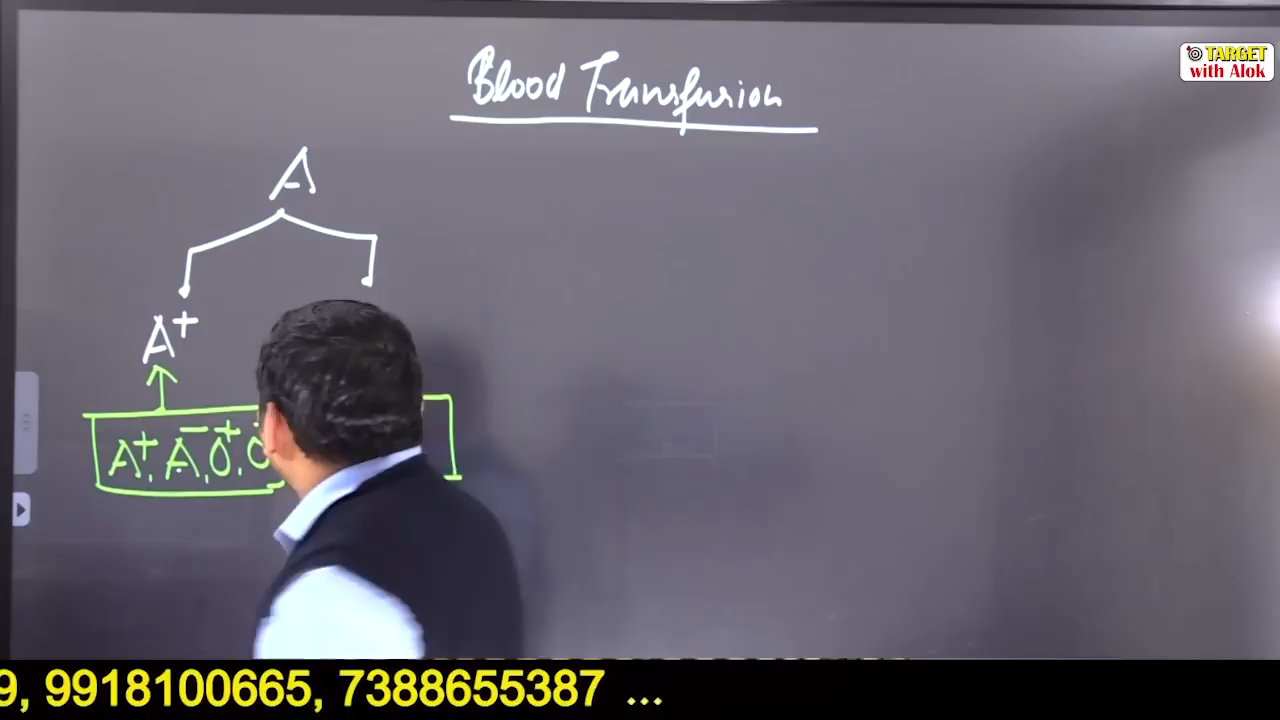 Blood Transfusion
TARGET
with Alok
A
A+
A+, A-, O+, O
9, 9918100665, 7388655387 ...